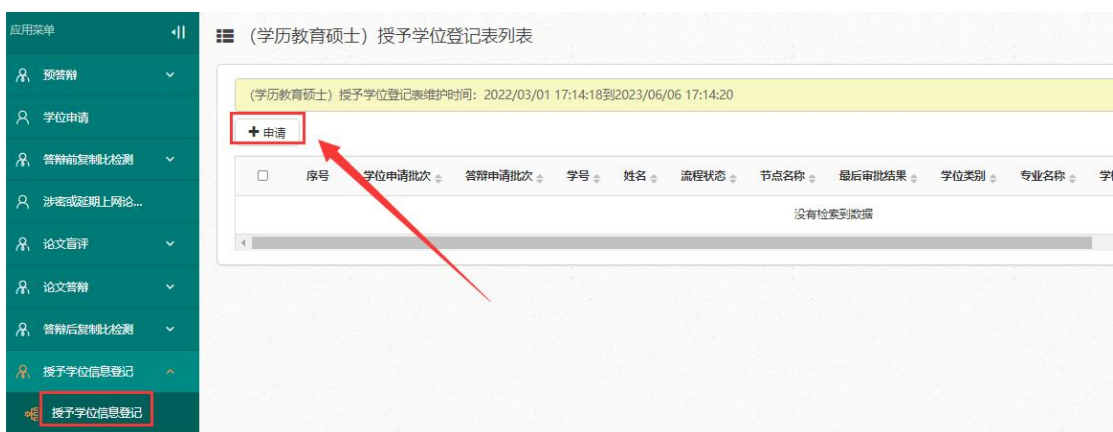 应用菜单
预答辩
学位申请
答辩前复制比检测
涉密或延期上网论...
论文盲评
论文答辩
答辩后复制比检测
授予学位信息登记
授予学位信息登记
（学历教育硕士）授予学位登记表列表
（学历教育硕士）授予学位登记表维护时间：2022/03/01 17:14:18到2023/06/06 17:14:20
申请
序号 学位申请批次 答辩申请批次 学号 姓名 流程状态 节点名称 最后审批结果 学位类别 专业名称
没有检索到数据